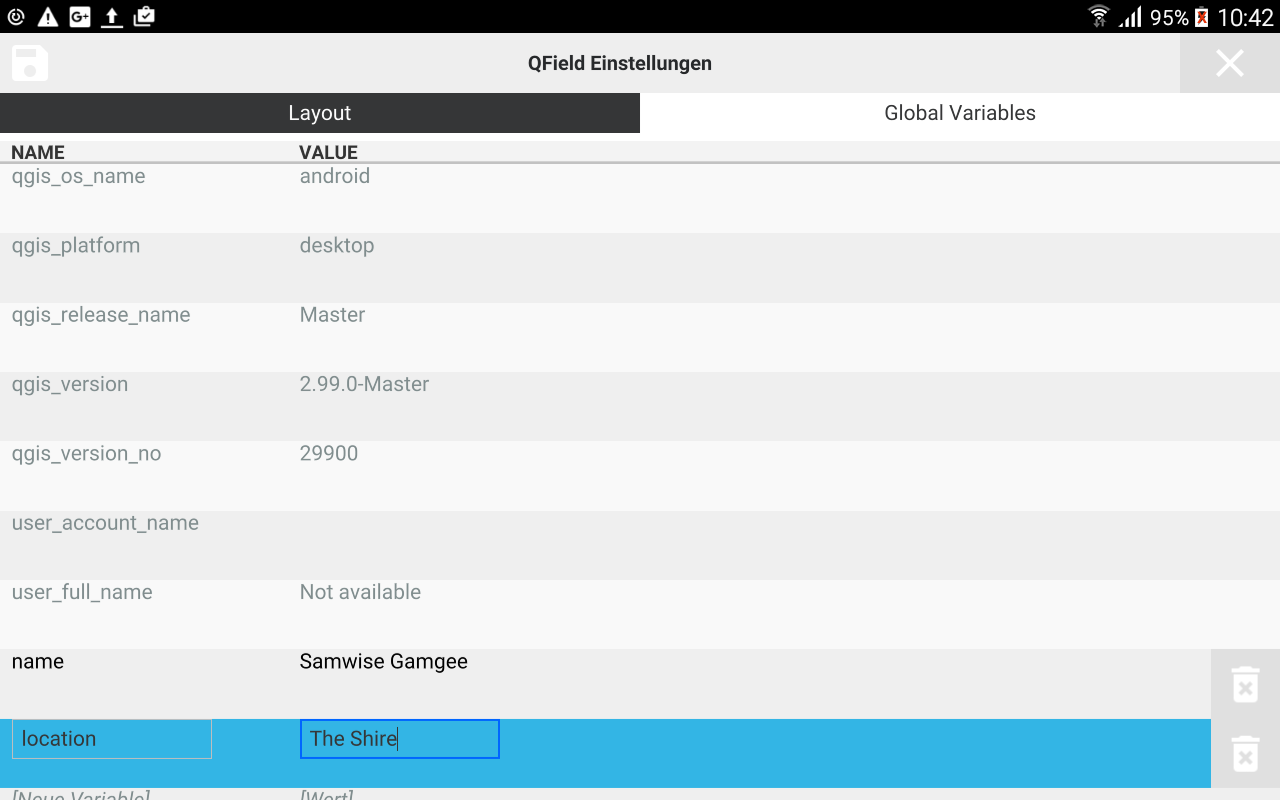 G+ 95% 10:42
QField Einstellungen
Layout Global Variables
NAME VALUE
qgis_os_name android
qgis_platform desktop
qgis_release_name Master
qgis_version 2.99.0-Master
qgis_version_no 29900
user_account_name
user_full_name Not available
name Samwise Gamgee
location The Shire
[Neue Variable] [Wert]